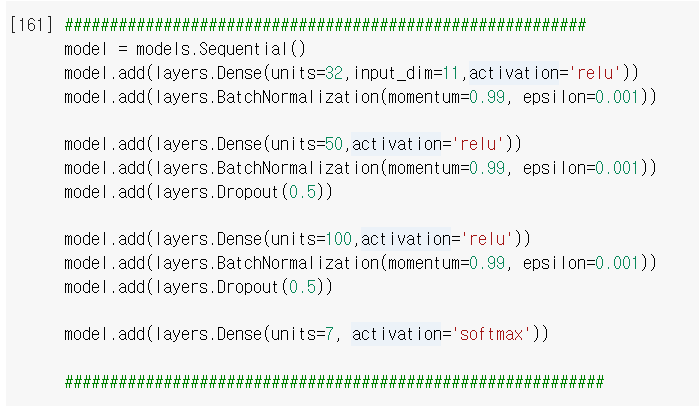 [161] ##########################################################
model = models.Sequential()
model.add(layers.Dense(units=32,input_dim=11,activation='relu'))
model.add(layers.BatchNormalization(momentum=0.99, epsilon=0.001))
model.add(layers.Dense(units=50,activation='relu'))
model.add(layers.BatchNormalization(momentum=0.99, epsilon=0.001))
model.add(layers.Dropout(0.5))
model.add(layers.Dense(units=100,activation='relu'))
model.add(layers.BatchNormalization(momentum=0.99, epsilon=0.001))
model.add(layers.Dropout(0.5))
model.add(layers.Dense(units=7, activation='softmax'))
############################################################